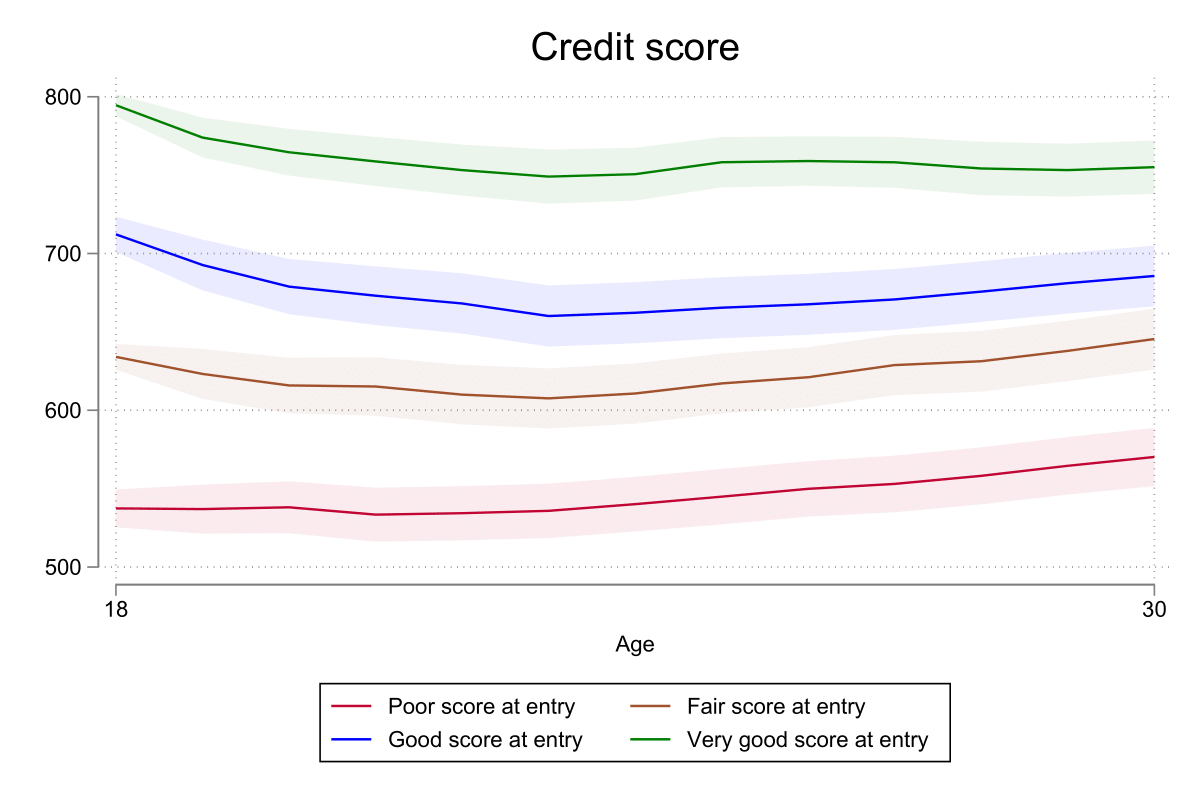 Credit score
800
700
600
500
18 30
Age
Poor score at entry Fair score at entry
Good score at entry Very good score at entry